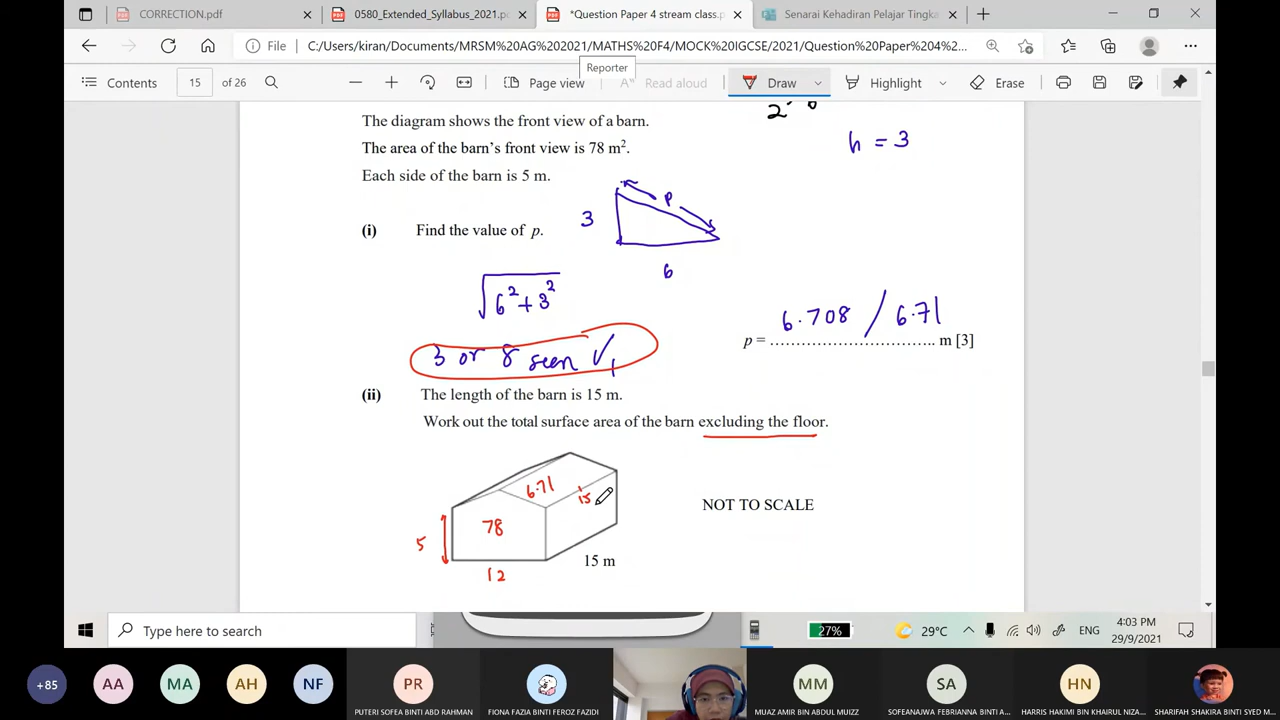 CORRECTION.pdf
0580_Extended_Syllabus_2021.pdf
*Question Paper 4 stream class.p
Senarai Kehadiran Pelajar Tingka
File
C:/Users/kiran/Documents/MRSM%20AG%202021/MATHS%20F4/MOCK%20IGCSE/2021/Question%20Paper%204%2...
Reporter
Contents
15 of 26
Page view
Read aloud
Draw
Highlight
Erase
The diagram shows the front view of a barn.
h = 3
The area of the barn's front view is 78 m².
Each side of the barn is 5 m.
p
3
(i) Find the value of p.
6
√6²+3²
6.708 / 6.71
p = ................................. m [3]
3 or 8 seen ✓1
(ii) The length of the barn is 15 m.
Work out the total surface area of the barn excluding the floor.
6.71
15
78
NOT TO SCALE
5
15 m
12
Type here to search
27%
29°C
ENG
4:03 PM
29/9/2021
+85
AA
MA
AH
NF
PR
MM
SA
HN
PUTERI SOFEA BINTI ABD RAHMAN
FIONA FAZIA BINTI FEROZ FAZIDI
MUAZ AMIR BIN ABDUL MUIZZ
SOFEANAJWA FEBRIANNA BINTI A...
HARRIS HAKIMI BIN KHAIRUL NIZA...
SHARIFAH SHAKIRA BINTI SYED